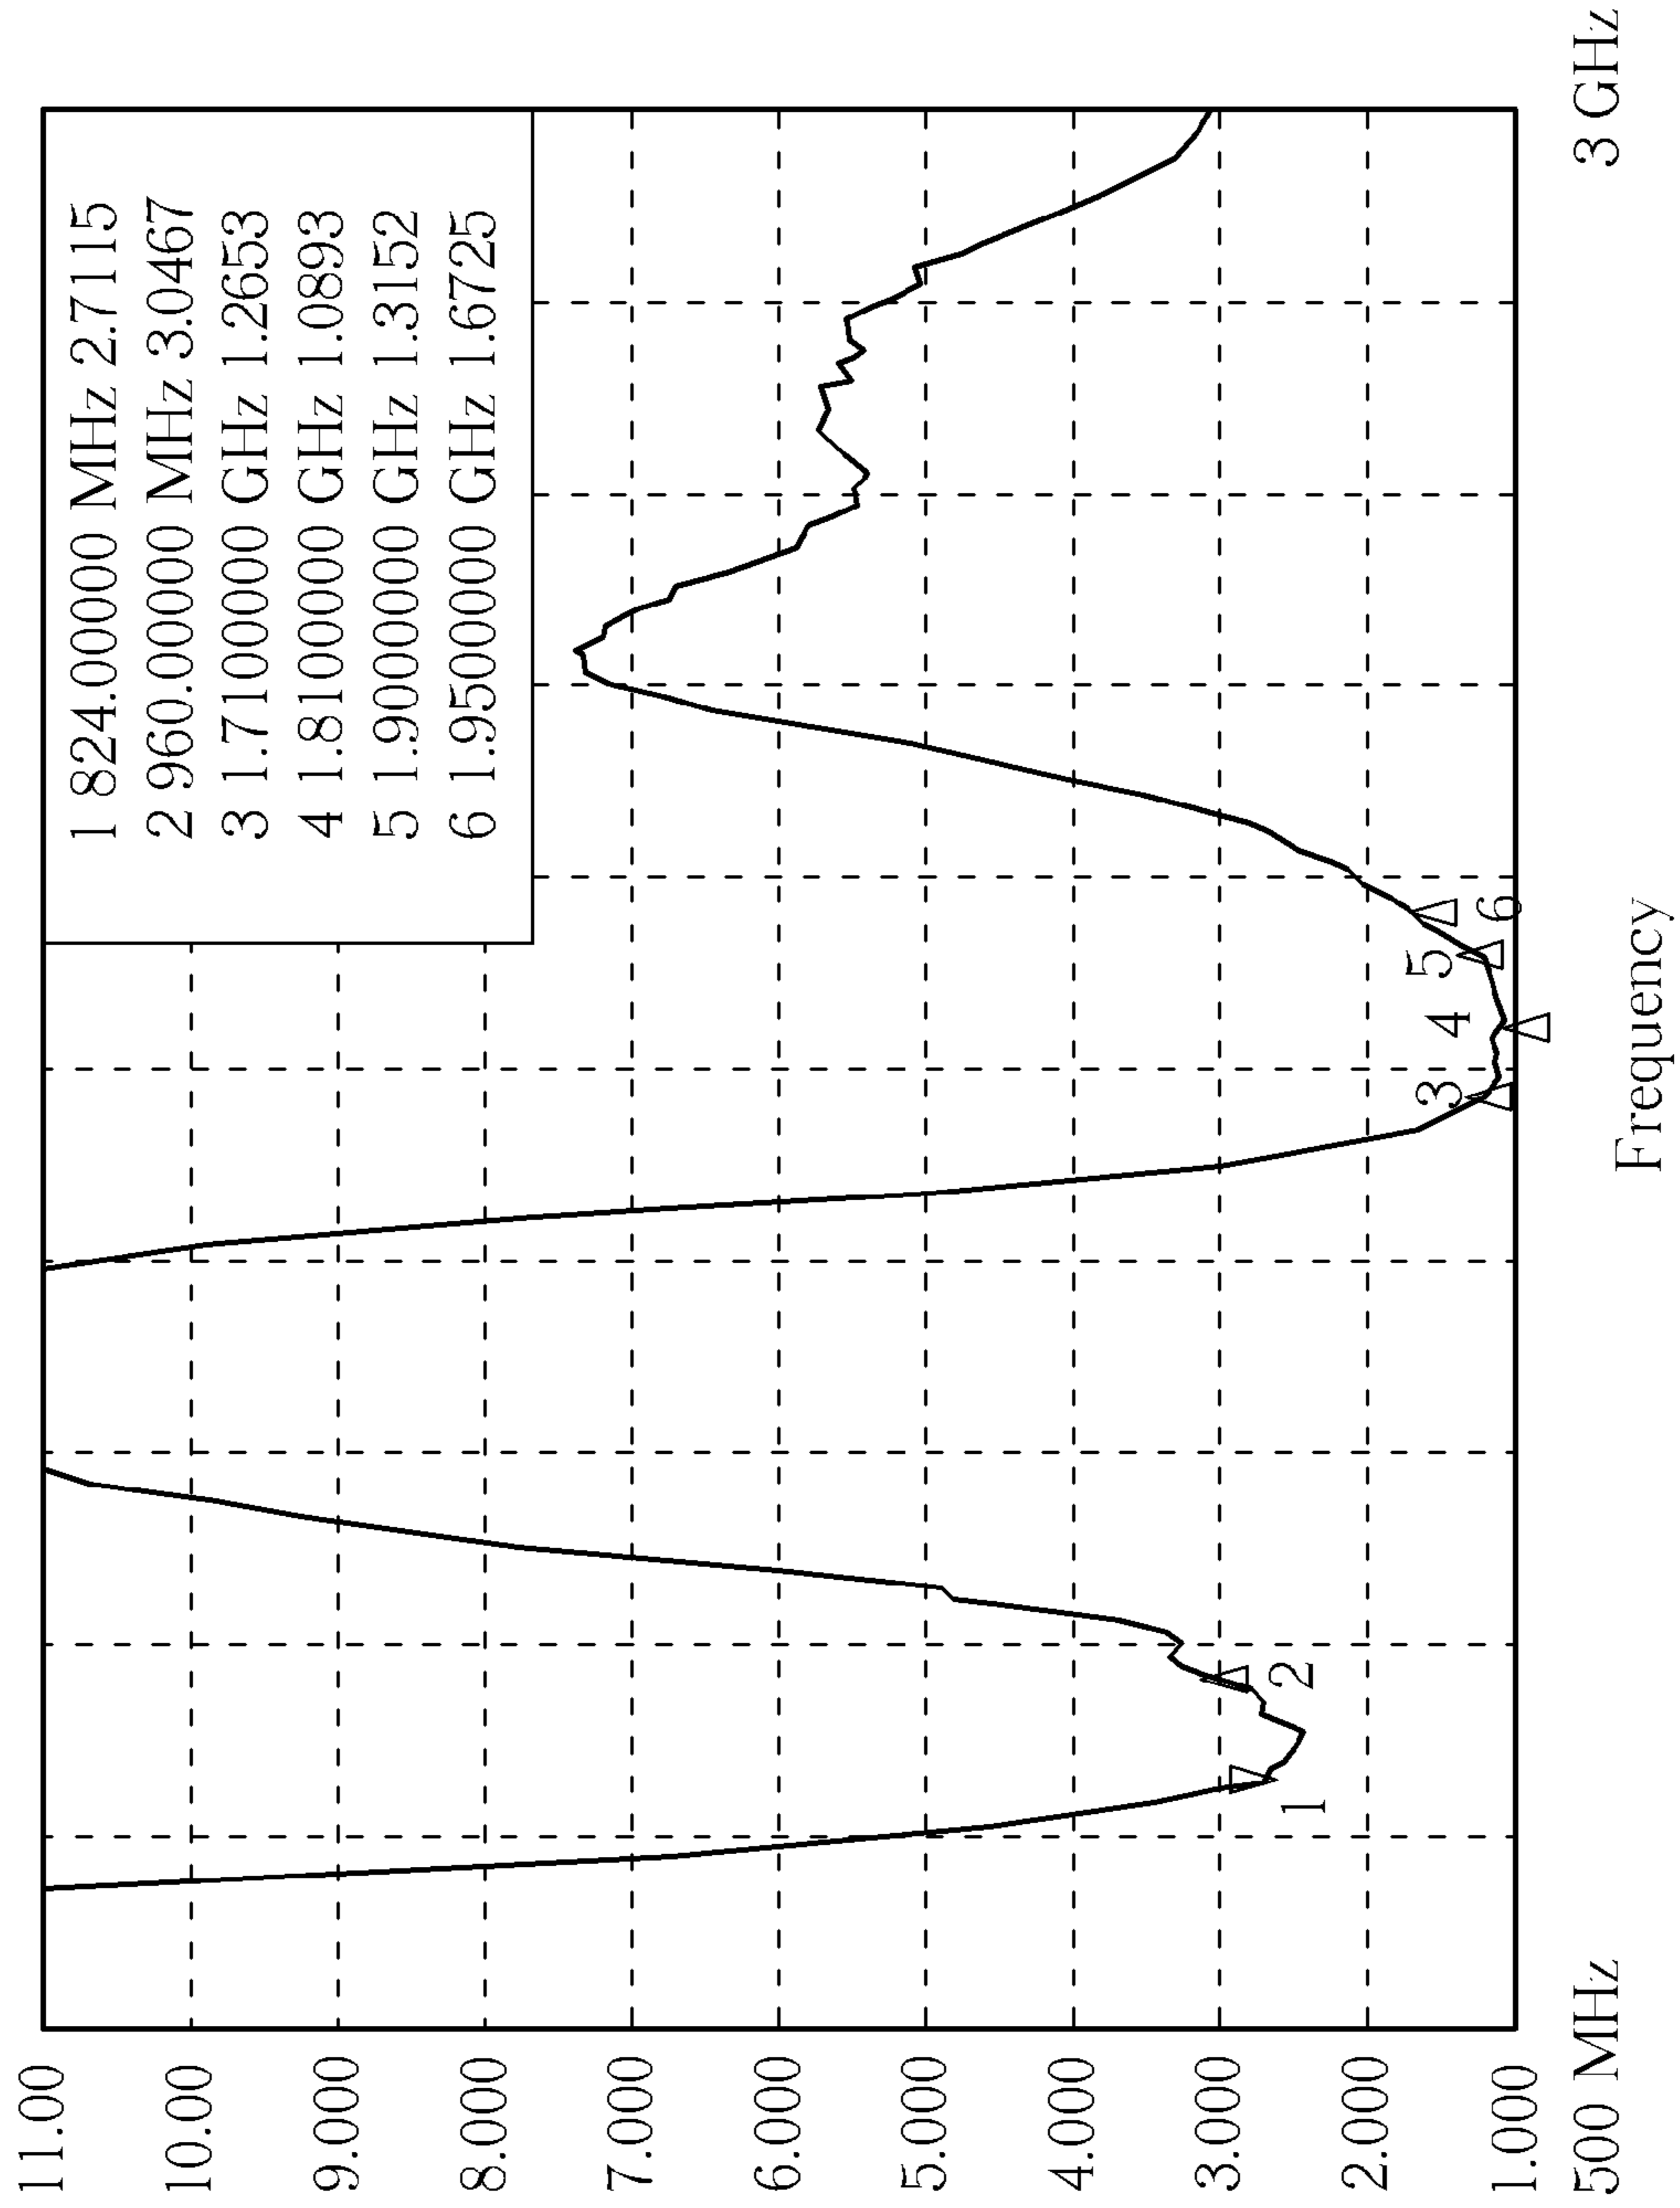 11.00
10.00
9.000
8.000
7.000
6.000
5.000
4.000
3.000
2.000
1.000
1 824.00000 MHz 2.7115
2 960.00000 MHz 3.0467
3 1.71000000 GHz 1.2653
4 1.81000000 GHz 1.0893
5 1.90000000 GHz 1.3152
6 1.95000000 GHz 1.6725
1
2
3
4
5
6
500 MHz
Frequency
3 GHz